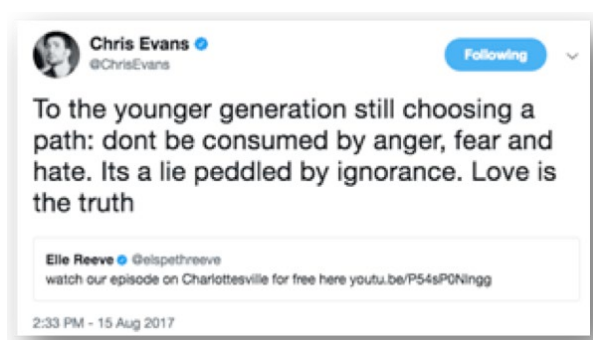 Chris Evans
@ChrisEvans
Following
To the younger generation still choosing a
path: dont be consumed by anger, fear and
hate. Its a lie peddled by ignorance. Love is
the truth
Elle Reeve @elspethreeve
watch our episode on Charlottesville for free here youtu.be/P54sP0NIngg
2:33 PM - 15 Aug 2017